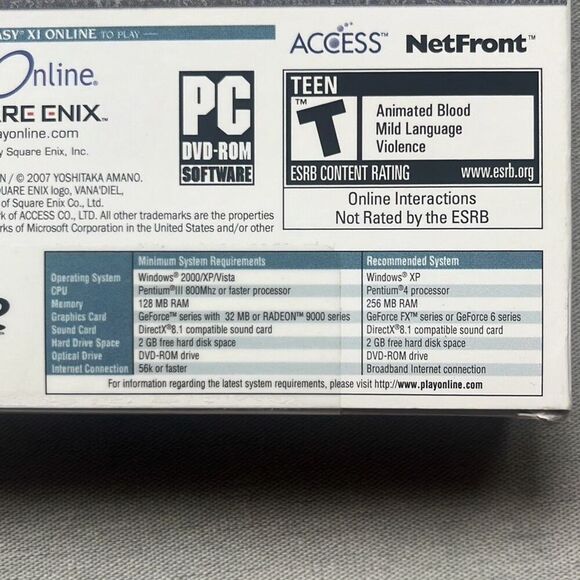 ASY® XI ONLINE TO PLAY
Online®
ARE ENIX™
ayonline.com
y Square Enix, Inc.
PC
DVD-ROM
SOFTWARE
ACCESS™ NetFront™
TEEN
T™
Animated Blood
Mild Language
Violence
ESRB CONTENT RATING www.esrb.org
Online Interactions
Not Rated by the ESRB
N / © 2007 YOSHITAKA AMANO.
QUARE ENIX logo, VANA'DIEL,
of Square Enix Co., Ltd.
rk of ACCESS CO., LTD. All other trademarks are the properties
rks of Microsoft Corporation in the United States and/or other
Minimum System Requirements Recommended System
Operating System Windows® 2000/XP/Vista Windows® XP
CPU Pentium®III 800Mhz or faster processor Pentium®4 processor
Memory 128 MB RAM 256 MB RAM
Graphics Card GeForce™ series with 32 MB or RADEON™ 9000 series GeForce FX™ series or GeForce 6 series
Sound Card DirectX®8.1 compatible sound card DirectX®8.1 compatible sound card
Hard Drive Space 2 GB free hard disk space 2 GB free hard disk space
Optical Drive DVD-ROM drive DVD-ROM drive
Internet Connection 56k or faster Broadband Internet connection
For information regarding the latest system requirements, please visit http://www.playonline.com